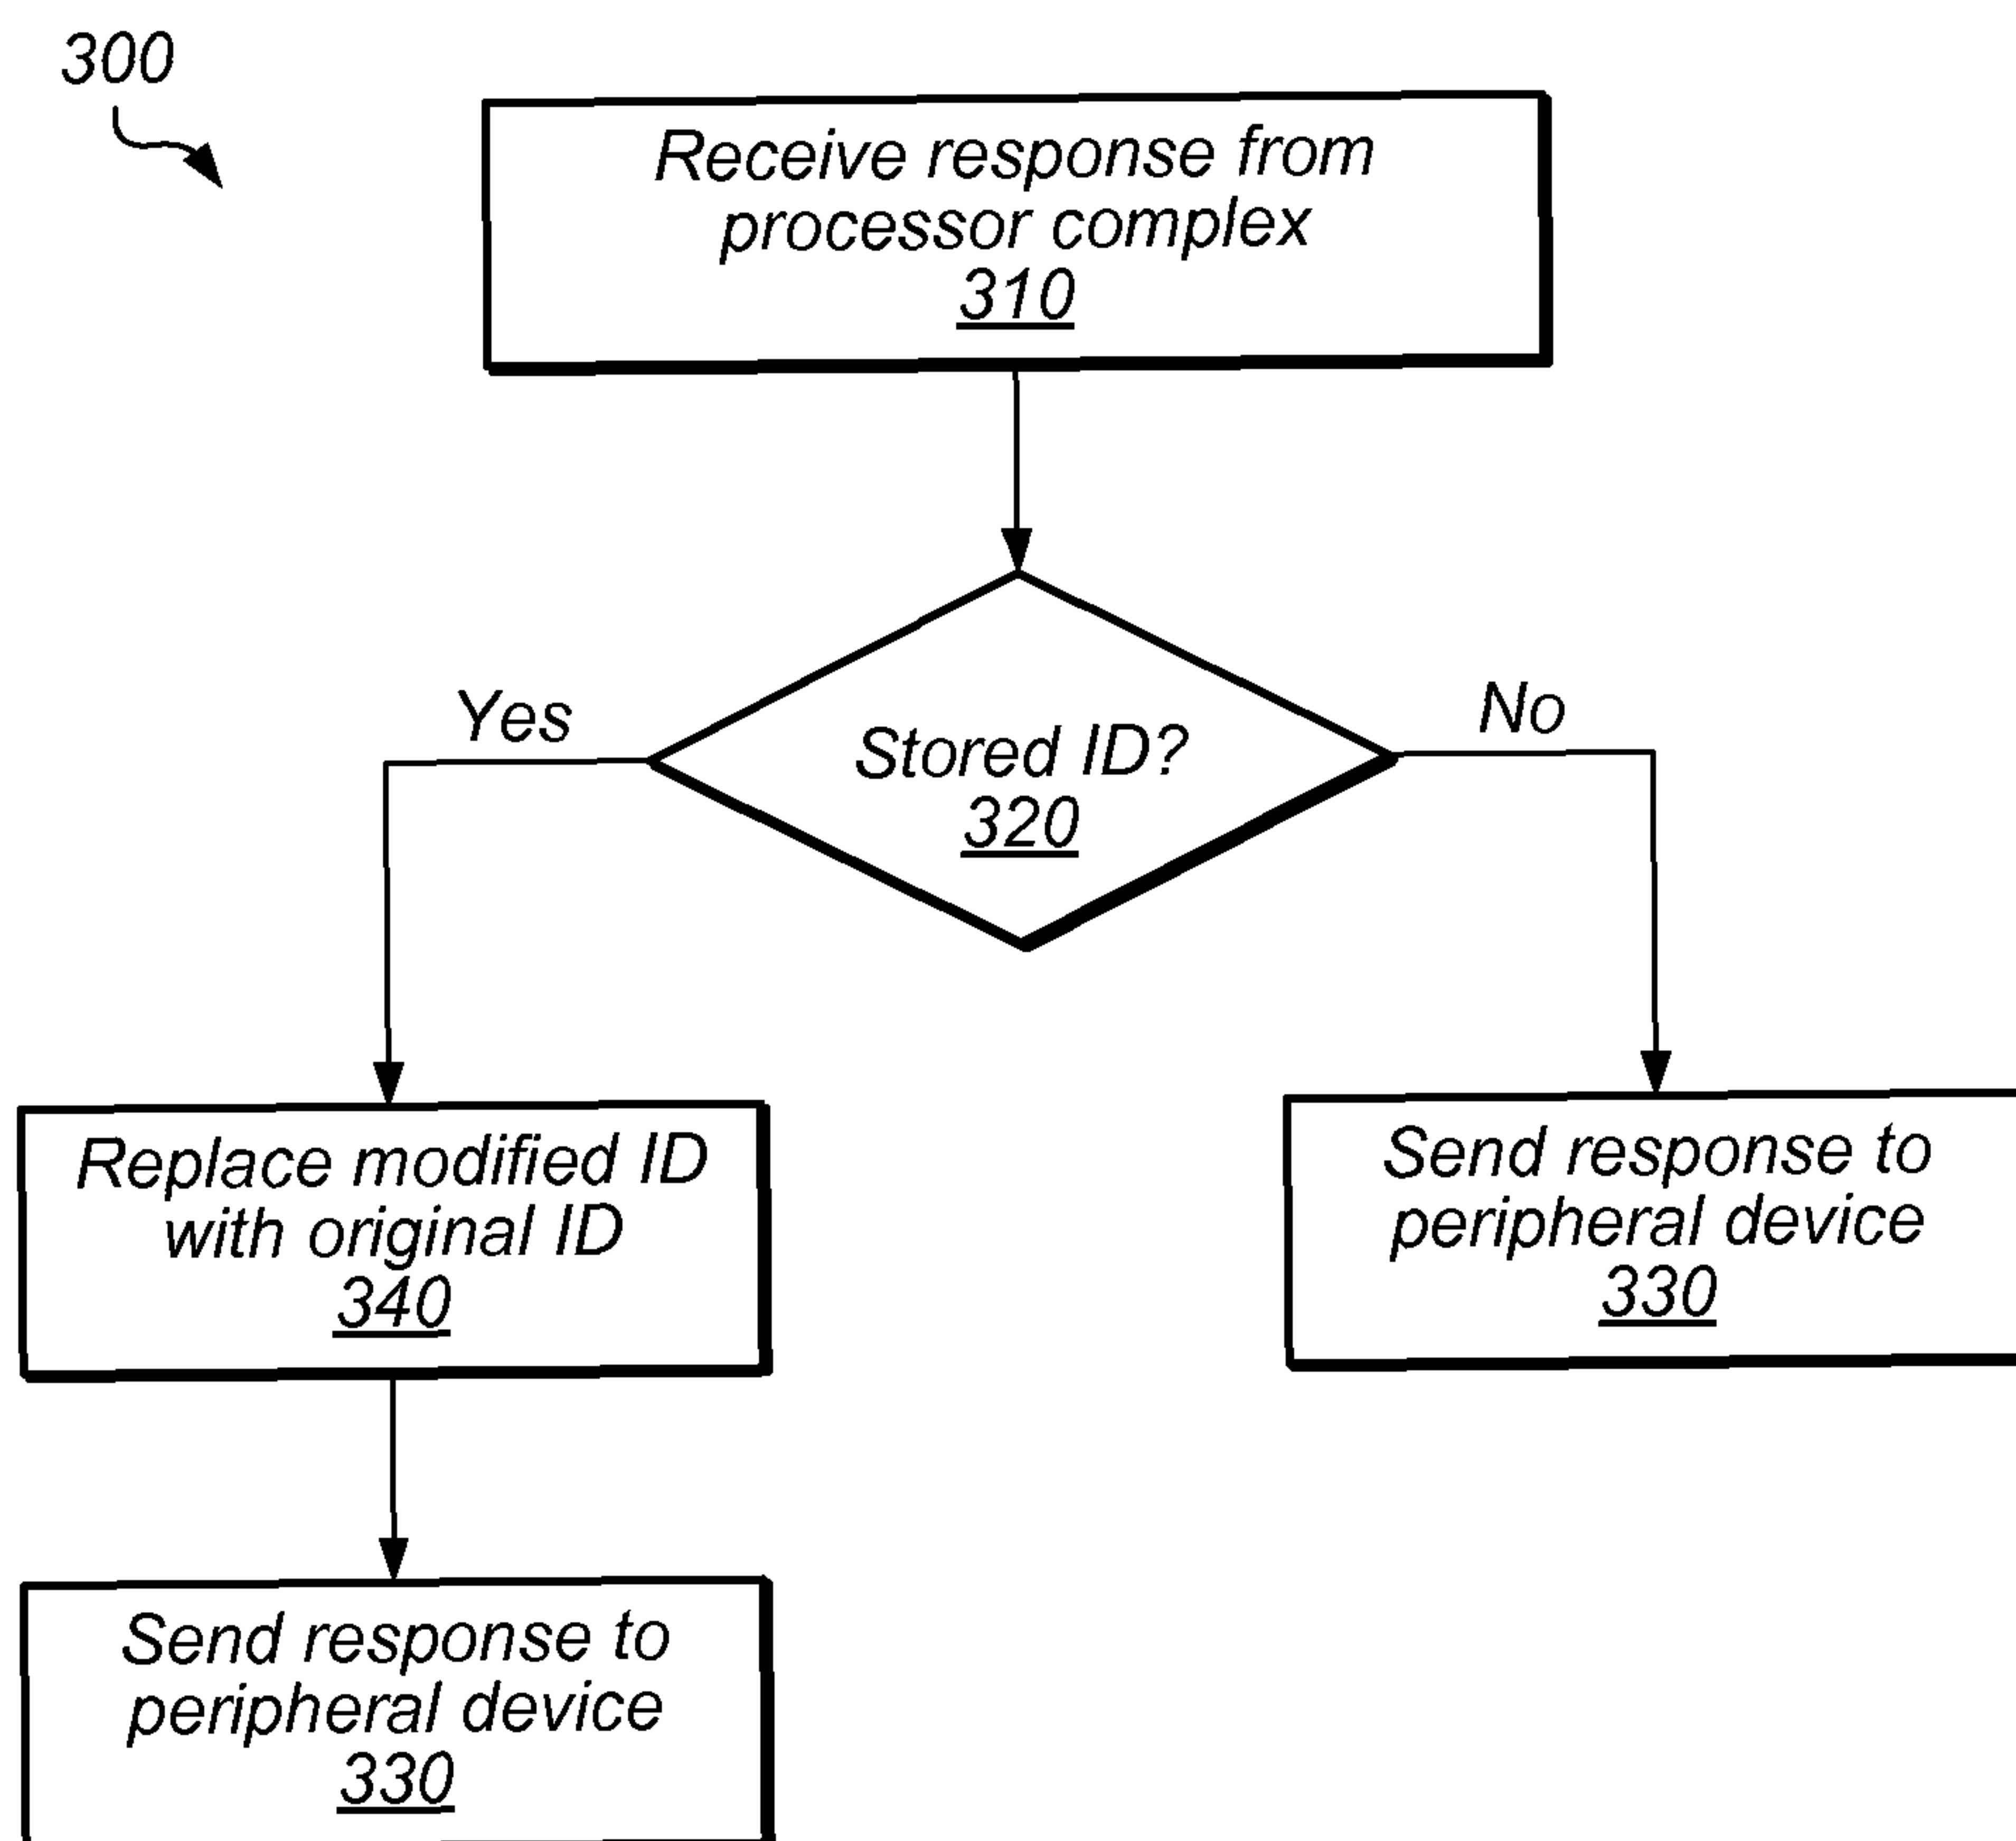 300
Receive response from
processor complex
310
Yes
No
Stored ID?
320
Replace modified ID
with original ID
340
Send response to
peripheral device
330
Send response to
peripheral device
330